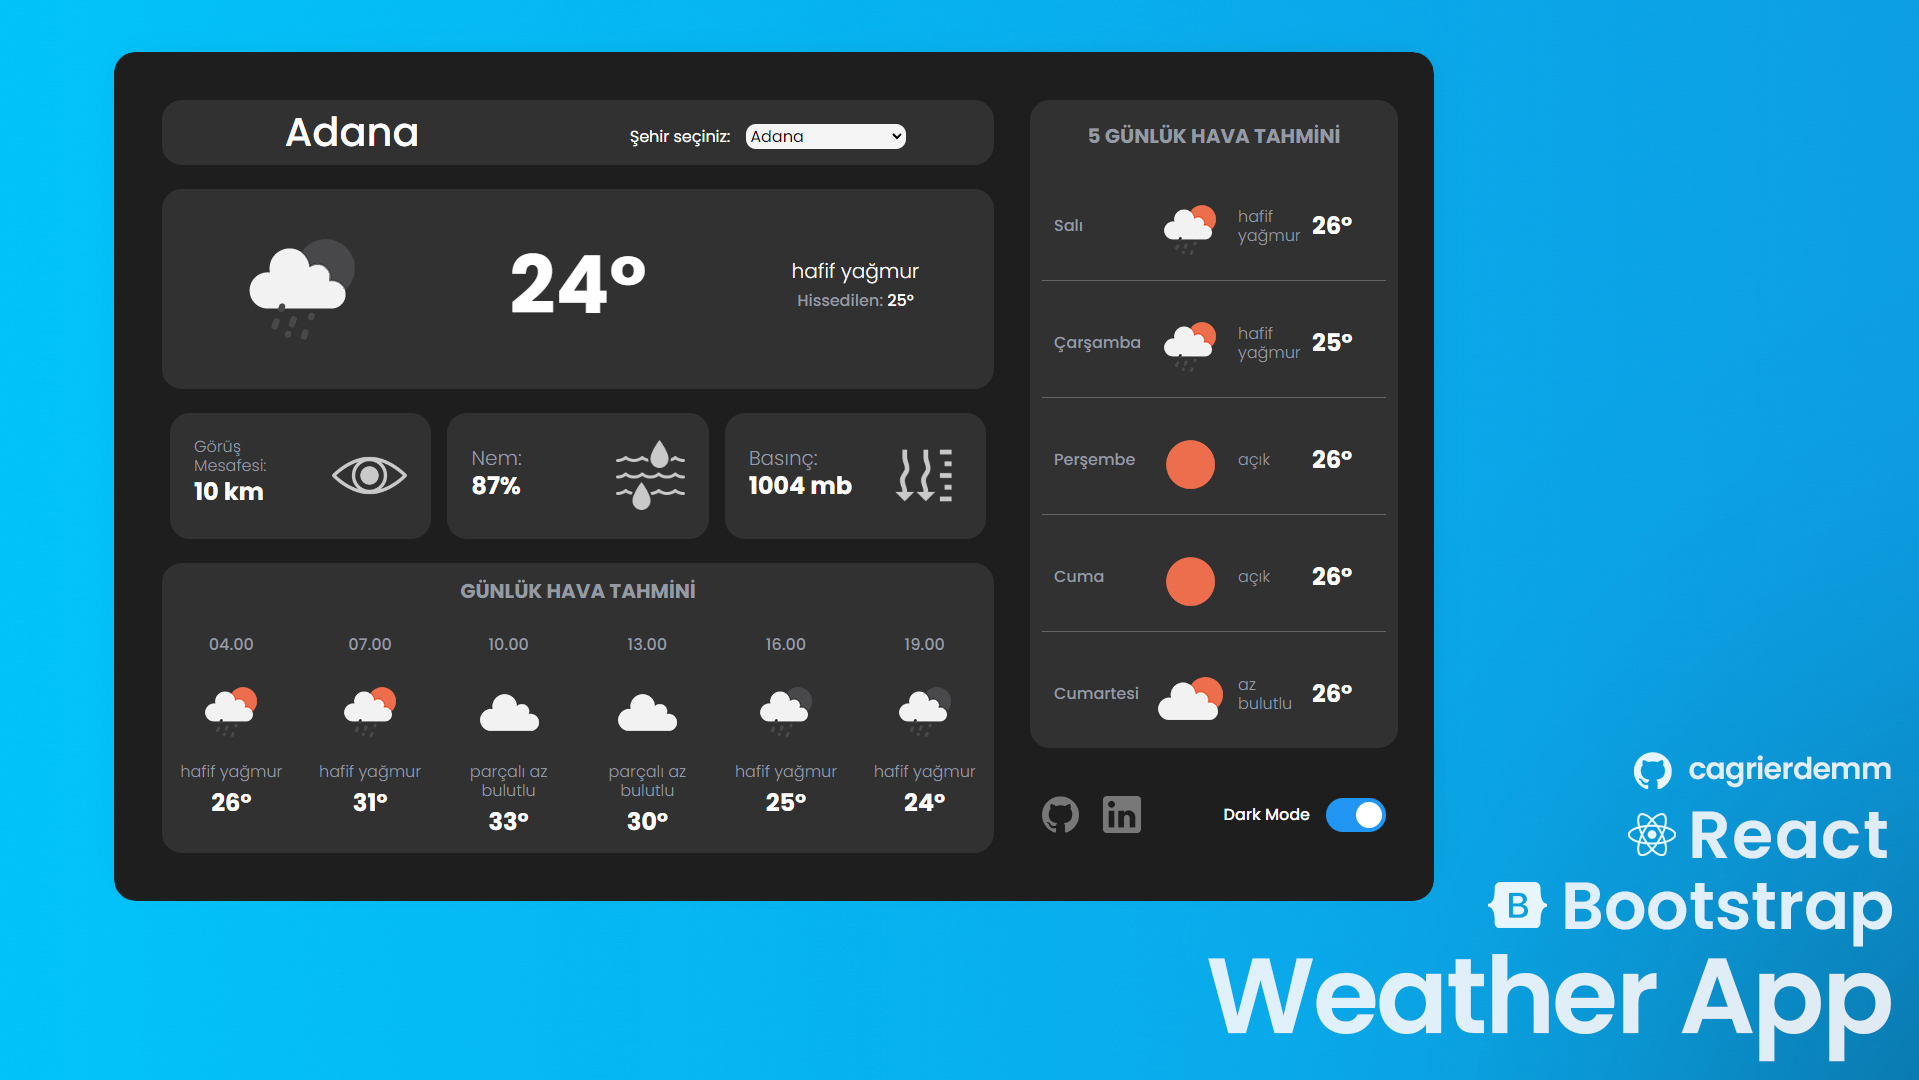 Adana
Şehir seçiniz: Adana
24°
hafif yağmur
Hissedilen: 25°
Görüş
Mesafesi:
10 km
Nem:
87%
Basınç:
1004 mb
GÜNLÜK HAVA TAHMİNİ
04.00
hafif yağmur
26°
07.00
hafif yağmur
31°
10.00
parçalı az
bulutlu
33°
13.00
parçalı az
bulutlu
30°
16.00
hafif yağmur
25°
19.00
hafif yağmur
24°
5 GÜNLÜK HAVA TAHMİNİ
Salı
hafif
yağmur
26°
Çarşamba
hafif
yağmur
25°
Perşembe
açık
26°
Cuma
açık
26°
Cumartesi
az
bulutlu
26°
in
Dark Mode
cagrierdemm
React
B Bootstrap
Weather App